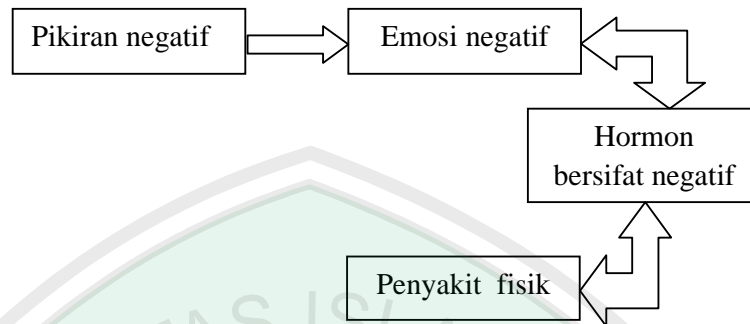 Pikiran negatif
Emosi negatif
Hormon
bersifat negatif
Penyakit fisik